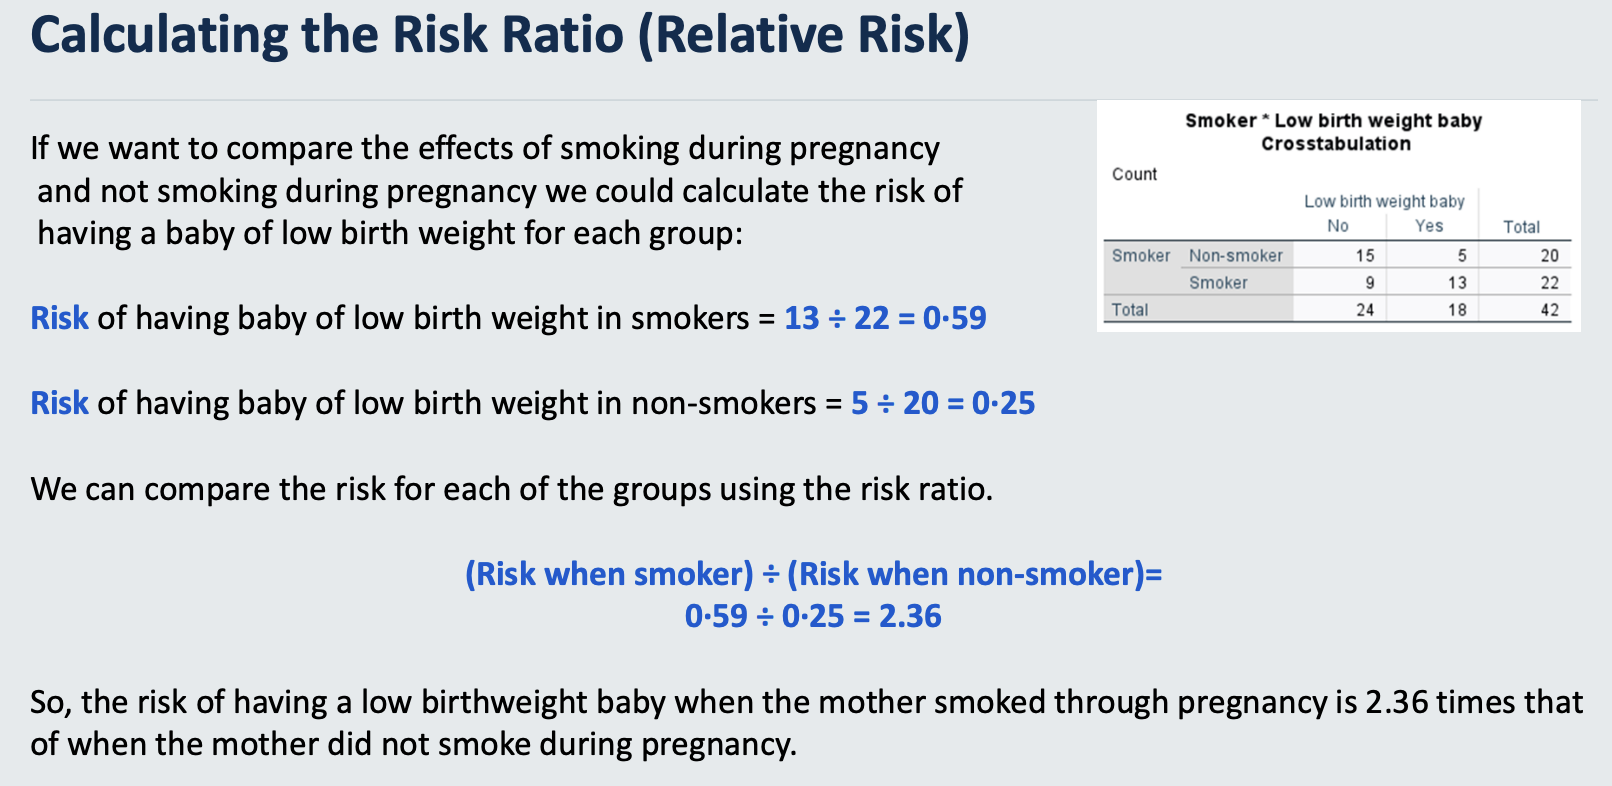 Calculating the Risk Ratio (Relative Risk)
If we want to compare the effects of smoking during pregnancy
and not smoking during pregnancy we could calculate the risk of
having a baby of low birth weight for each group:
Risk of having baby of low birth weight in smokers = 13 ÷ 22 = 0·59
Risk of having baby of low birth weight in non-smokers = 5 ÷ 20 = 0·25
We can compare the risk for each of the groups using the risk ratio.
(Risk when smoker) ÷ (Risk when non-smoker)=
0·59 ÷ 0·25 = 2.36
So, the risk of having a low birthweight baby when the mother smoked through pregnancy is 2.36 times that
of when the mother did not smoke during pregnancy.
Smoker * Low birth weight baby
Crosstabulation
Count
Low birth weight baby
No Yes Total
Smoker Non-smoker 15 5 20
Smoker 9 13 22
Total 24 18 42